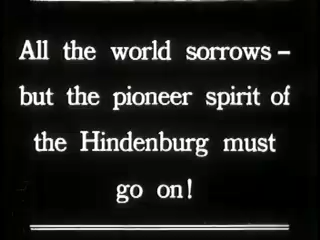 All the world sorrows –
but the pioneer spirit of
the Hindenburg must
go on!